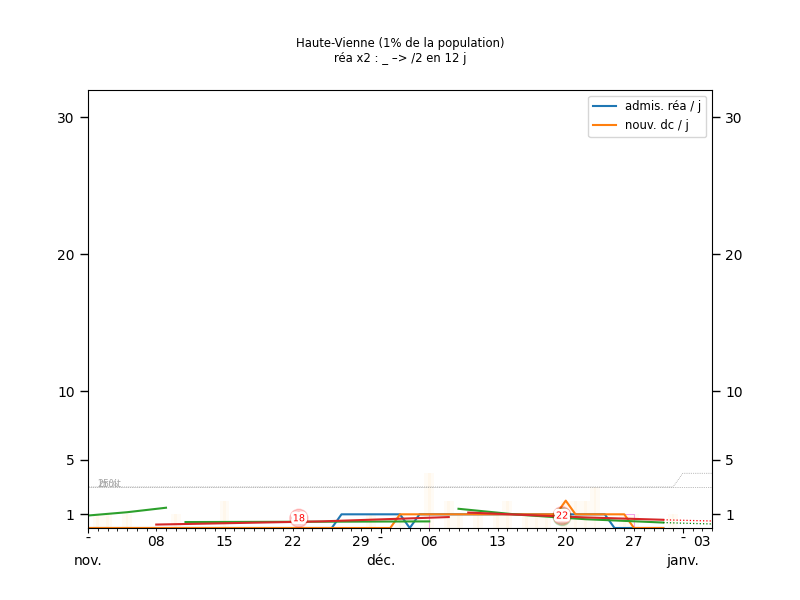 Haute-Vienne (1% de la population)
réa x2 : _ –> /2 en 12 j
admis. réa / j
nouv. dc / j
30 30
20 20
10 10
5 5
1 1
18
22
- 08 15 22 29 - 06 13 20 27 - 03
nov. déc. janv.